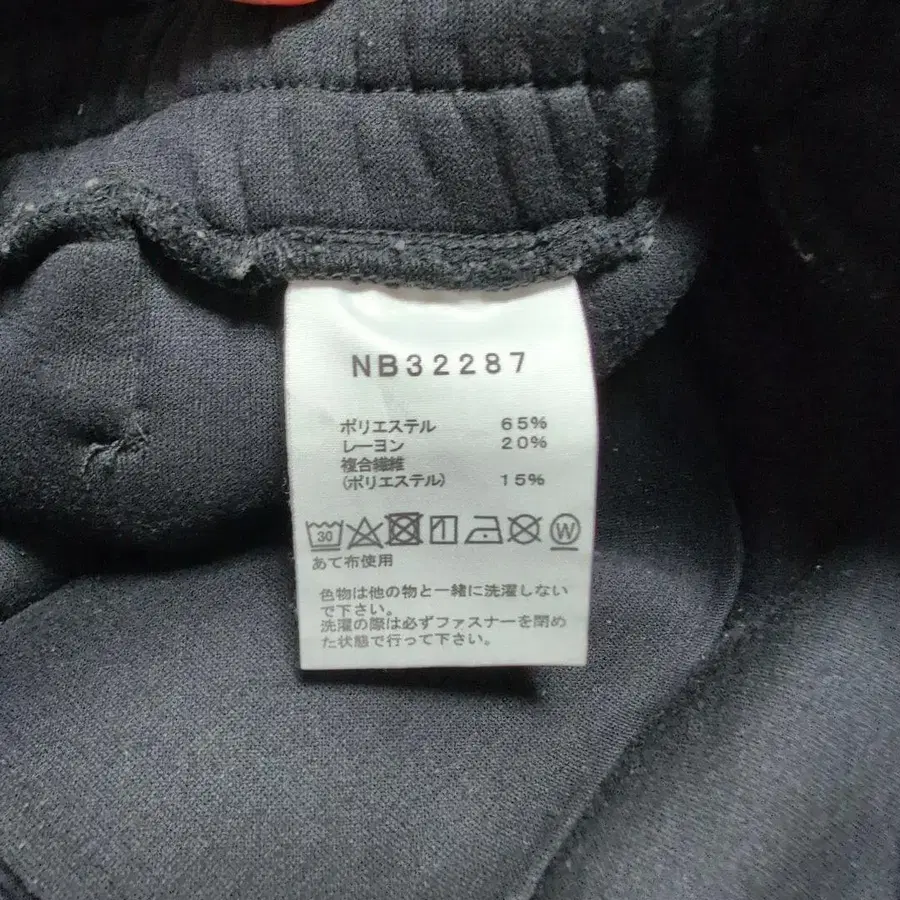 NB32287
ポリエステル 65%
レーヨン 20%
複合繊維
(ポリエステル) 15%
30 W
あて布使用
色物は他の物と一緒に洗濯しない
で下さい。
洗濯の際は必ずファスナーを閉め
た状態で行って下さい。